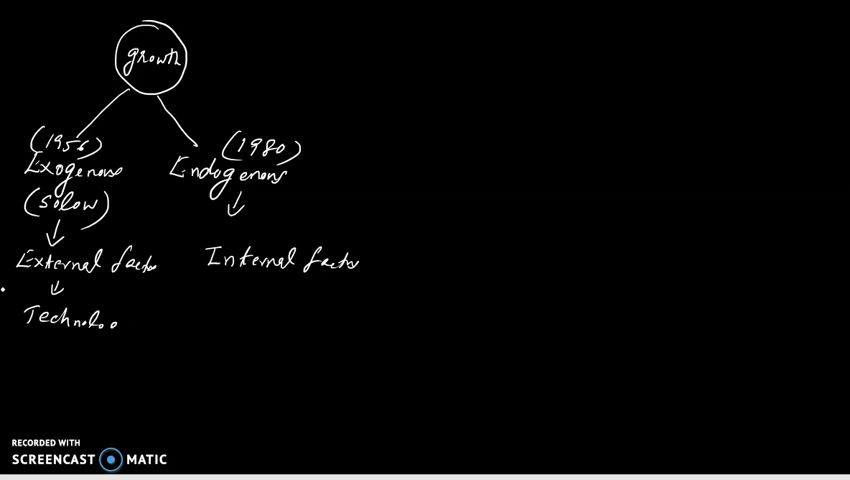 growth
(1956)
(1980)
Exogenous
Endogenous
(Solow)
External factor
Internal factor
Technolo
RECORDED WITH
SCREENCAST MATIC